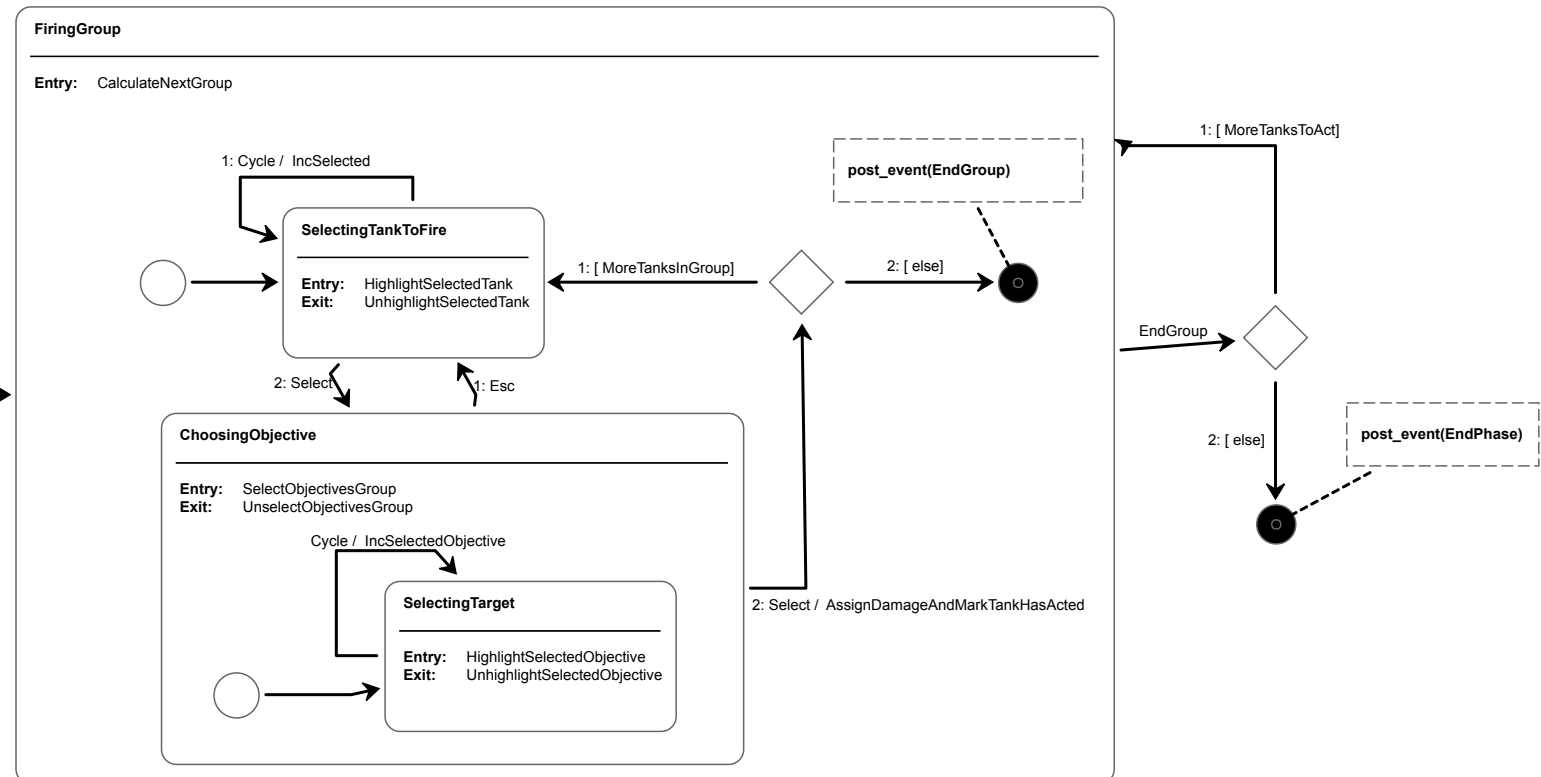 FiringGroup
Entry: CalculateNextGroup
1: [ MoreTanksToAct]
1: Cycle / IncSelected
post_event(EndGroup)
SelectingTankToFire
Entry: HighlightSelectedTank
Exit: UnhighlightSelectedTank
1: [ MoreTanksInGroup]
2: [ else]
EndGroup
2: Select
1: Esc
ChoosingObjective
Entry: SelectObjectivesGroup
Exit: UnselectObjectivesGroup
2: [ else]
post_event(EndPhase)
Cycle / IncSelectedObjective
SelectingTarget
Entry: HighlightSelectedObjective
Exit: UnhighlightSelectedObjective
2: Select / AssignDamageAndMarkTankHasActed